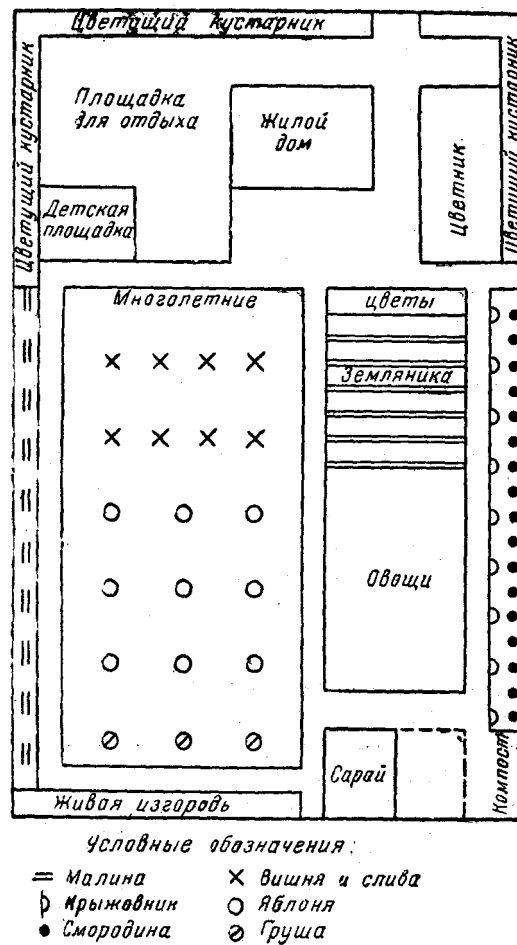 Цветущий кустарник
Цветущий кустарник
Цветущий кустарник
Площадка
для отдыха
Жилой
дом
Цветник
Детская
площадка
Многолетние
цветы
Земляника
Овощи
Сарай
Компост
Живая изгородь
Условные обозначения:
Малина
Вишня и слива
Крыжовник
Яблоня
Смородина
Груша